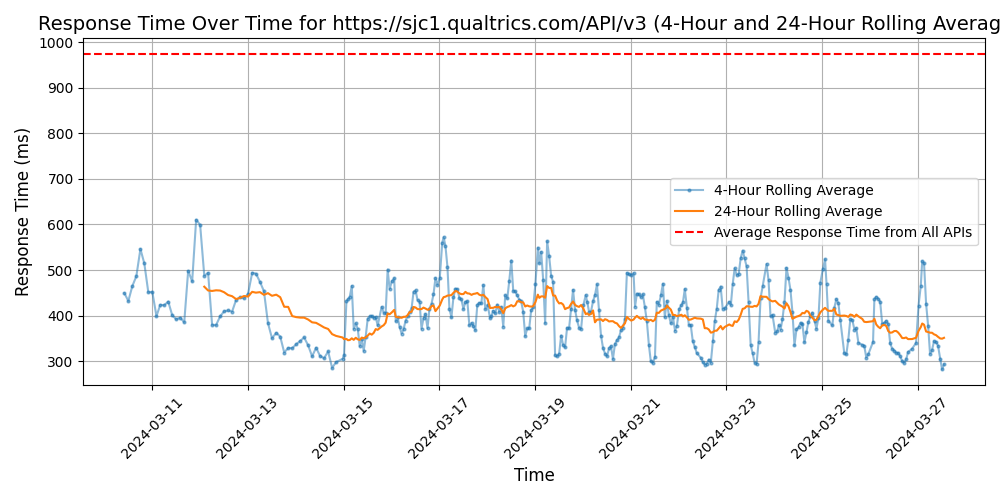 Response Time Over Time for https://sjc1.qualtrics.com/API/v3 (4-Hour and 24-Hour Rolling Averag
1000
900
800
700
600
500
400
300
Response Time (ms)
4-Hour Rolling Average
24-Hour Rolling Average
Average Response Time from All APIs
2024-03-11
2024-03-13
2024-03-15
2024-03-17
2024-03-19
2024-03-21
2024-03-23
2024-03-25
2024-03-27
Time